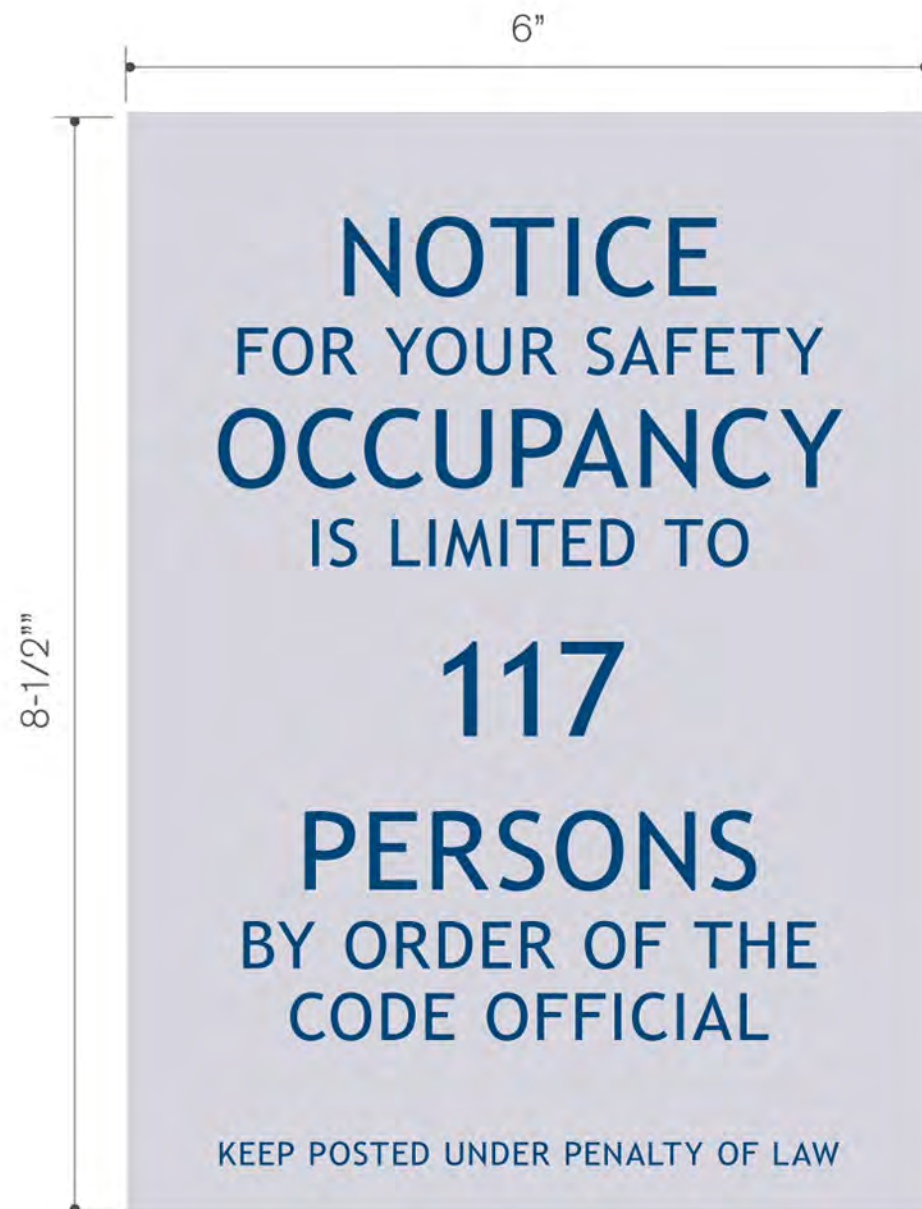 6”
8-1/2””
NOTICE
FOR YOUR SAFETY
OCCUPANCY
IS LIMITED TO
117
PERSONS
BY ORDER OF THE
CODE OFFICIAL
KEEP POSTED UNDER PENALTY OF LAW